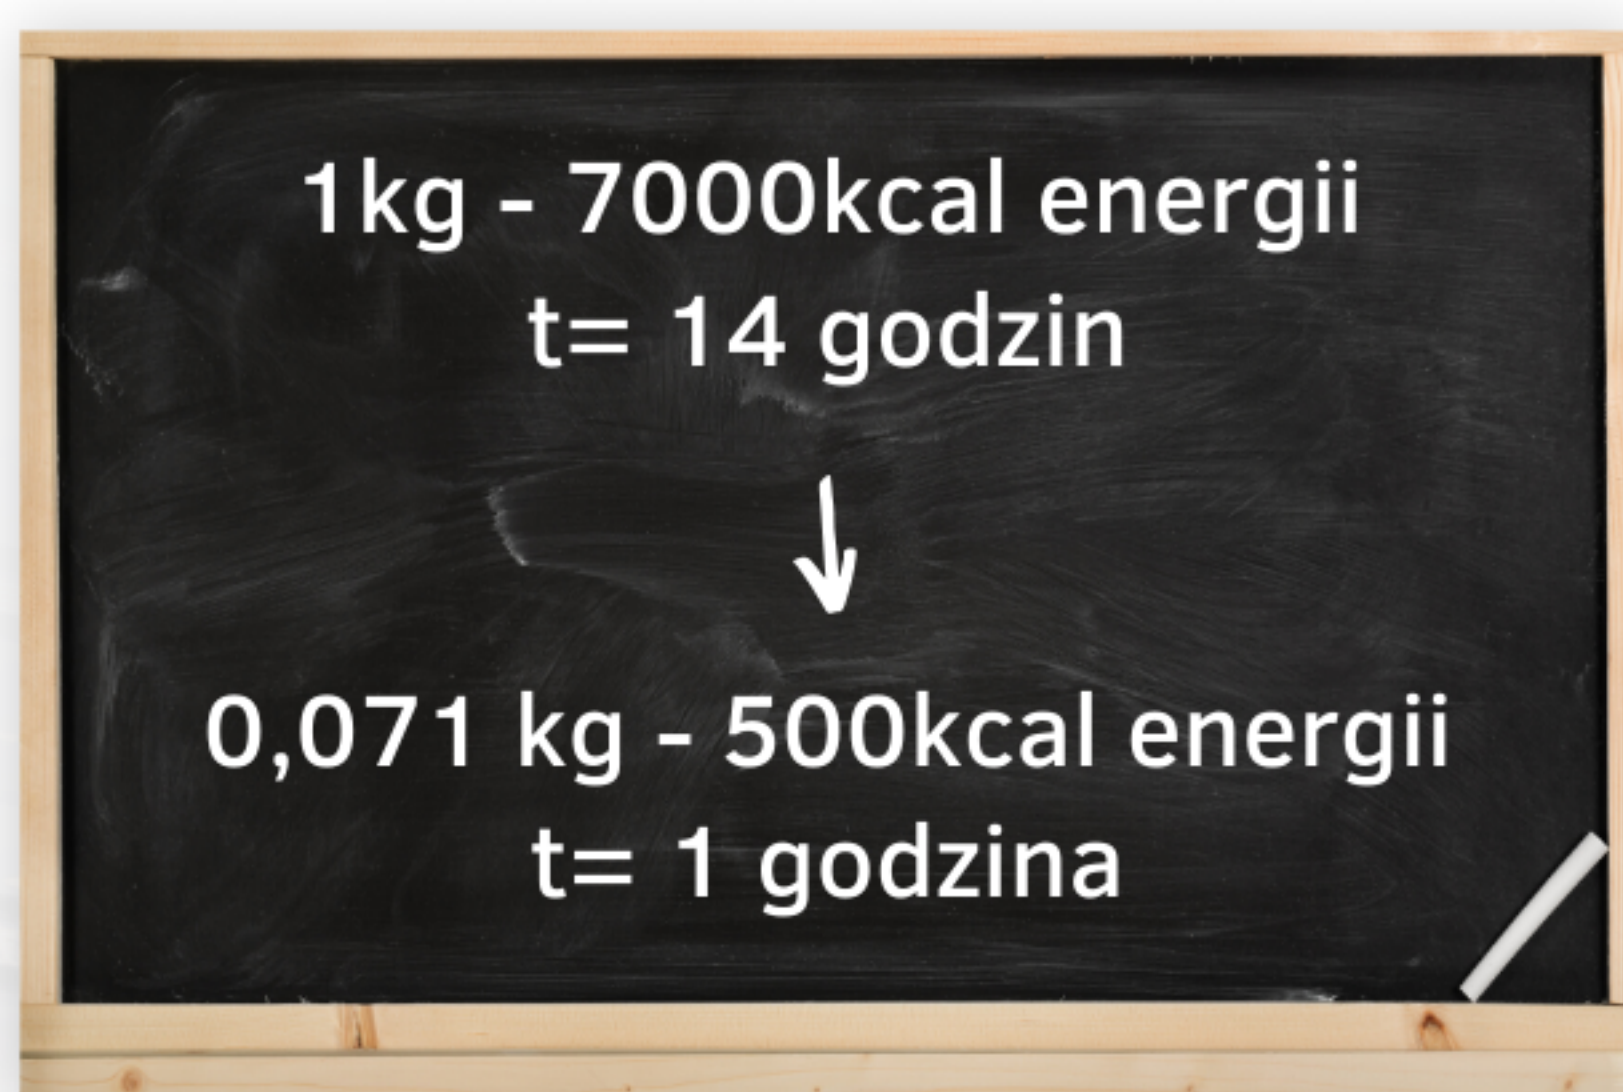 1kg - 7000kcal energii
t= 14 godzin
0,071 kg - 500kcal energii
t= 1 godzina